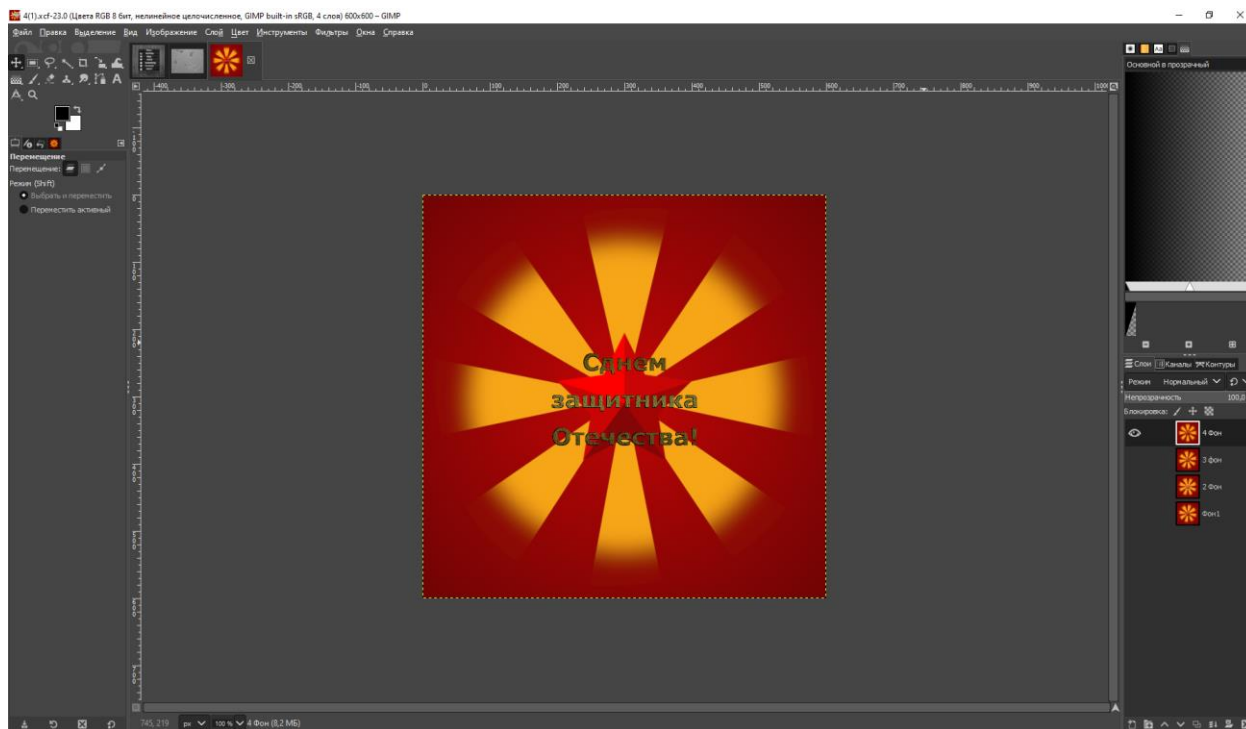 4(1).xcf-23.0 (Цвета RGB 8 бит, нелинейное целочисленное, GIMP built-in sRGB, 4 слоя) 600x600 – GIMP
Файл Правка Выделение Вид Изображение Слой Цвет Инструменты Фильтры Окна Справка
Основной в прозрачный
Перемещение
Перемещение:
Режим (Shift)
Выбрать и переместить
Переместить активный
Сднем
защитника
Отечества!
Слои Каналы Контуры
Режим Нормальный
Непрозрачность 100,0
Блокировка:
4 Фон
3 фон
2 Фон
Фон1
745, 219 px 100 % 4 Фон (8,2 МБ)